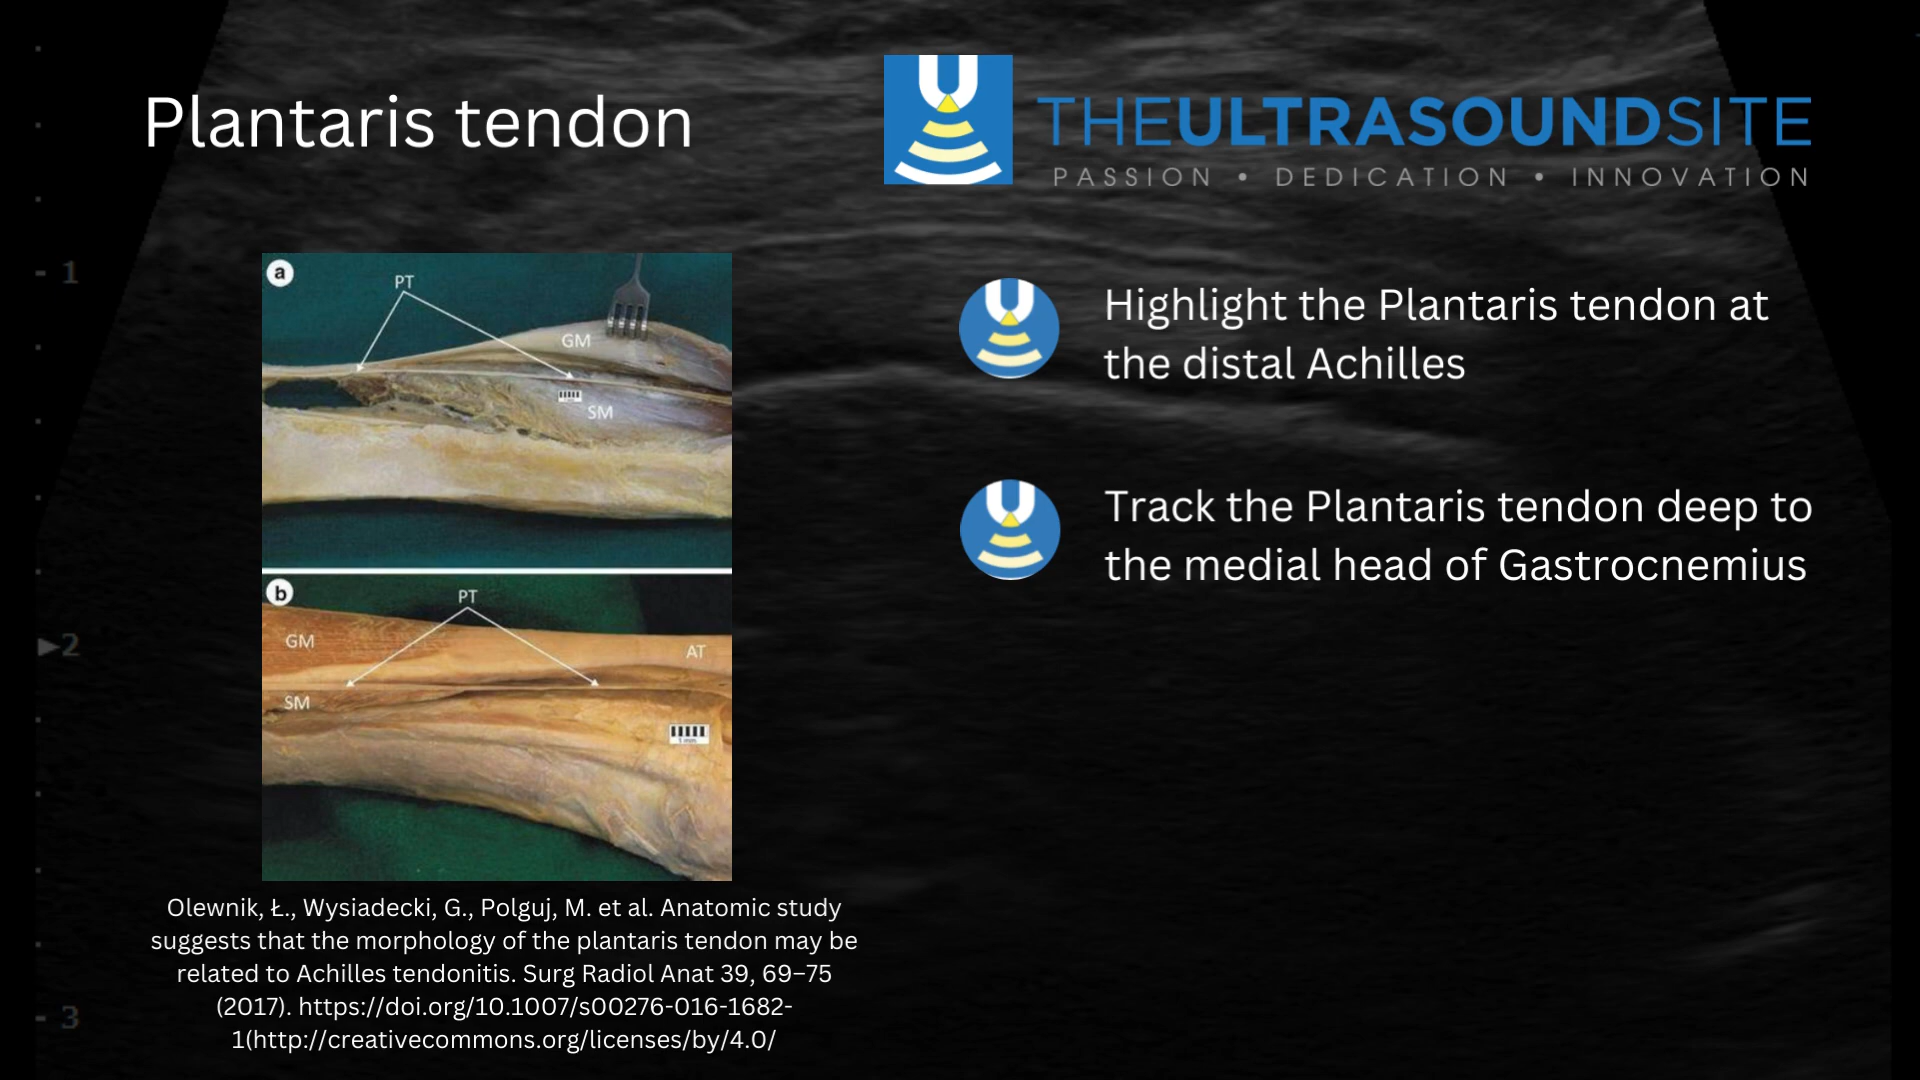 Plantaris tendon
THEULTRASOUNDSITE
PASSION • DEDICATION • INNOVATION
- 1
2
- 3
a
PT
GM
SM
b
PT
GM
AT
SM
1 mm
Highlight the Plantaris tendon at
the distal Achilles
Track the Plantaris tendon deep to
the medial head of Gastrocnemius
Olewnik, Ł., Wysiadecki, G., Polguj, M. et al. Anatomic study
suggests that the morphology of the plantaris tendon may be
related to Achilles tendonitis. Surg Radiol Anat 39, 69–75
(2017). https://doi.org/10.1007/s00276-016-1682-
1(http://creativecommons.org/licenses/by/4.0/